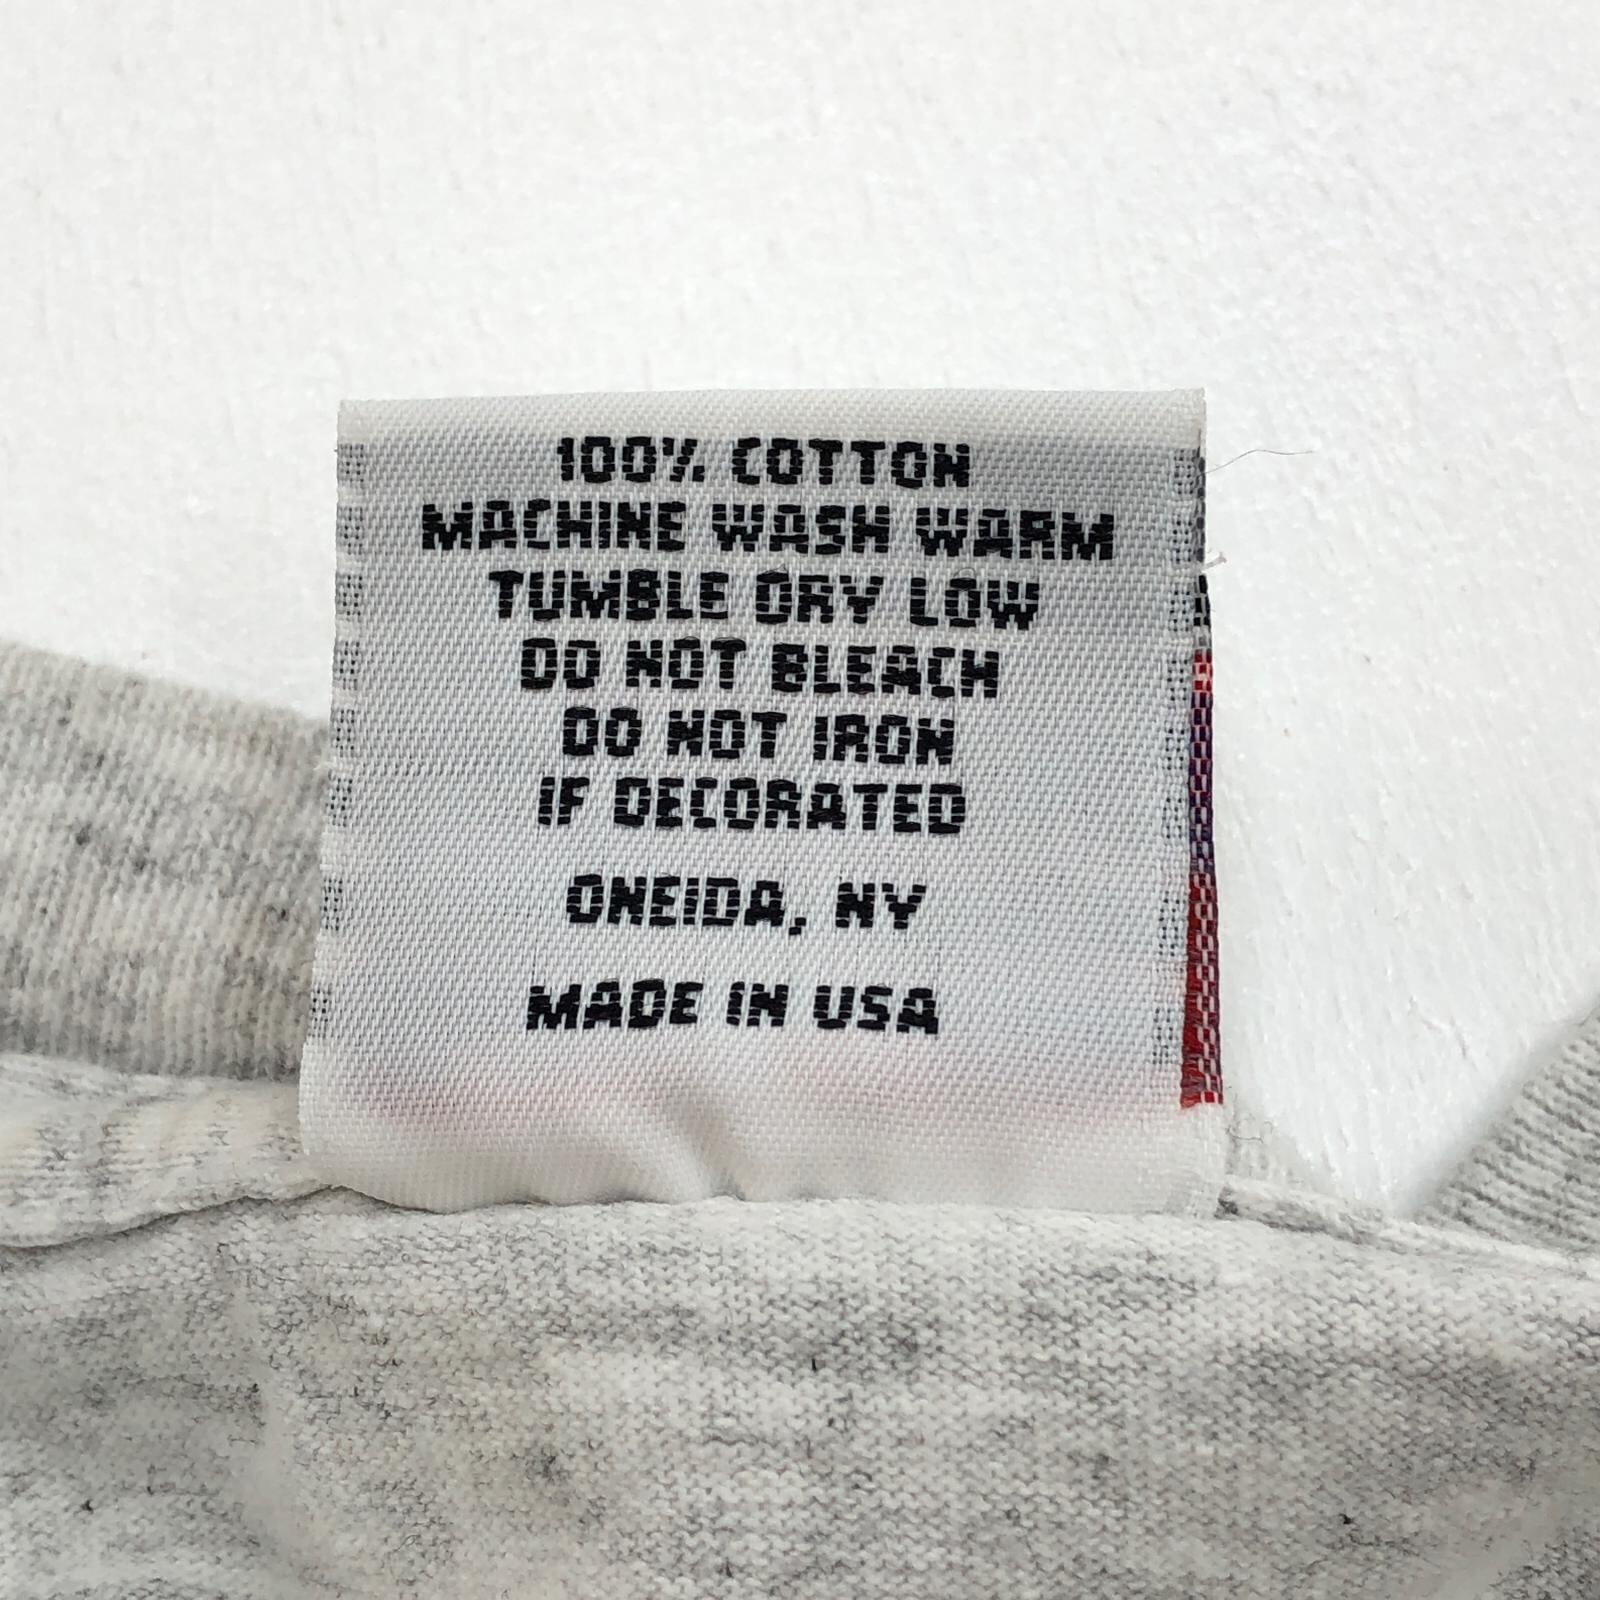 100% COTTON
MACHINE WASH WARM
TUMBLE DRY LOW
DO NOT BLEACH
DO NOT IRON
IF DECORATED
ONEIDA, NY
MADE IN USA